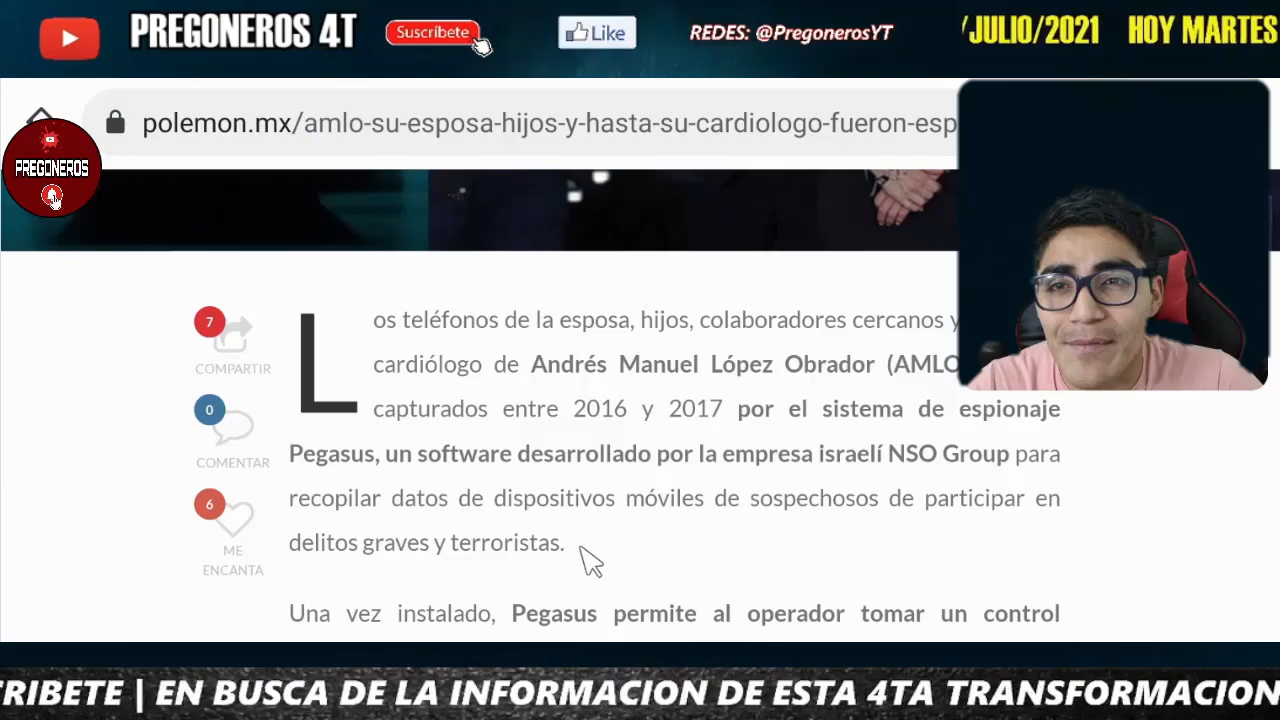 PREGONEROS 4T
Suscríbete
Like
REDES: @PregonerosYT
/JULIO/2021 HOY MARTES
polemon.mx/amlo-su-esposa-hijos-y-hasta-su-cardiologo-fueron-esp
PREGONEROS
7
COMPARTIR
0
COMENTAR
6
ME
ENCANTA
Los teléfonos de la esposa, hijos, colaboradores cercanos y
cardiólogo de Andrés Manuel López Obrador (AMLO
capturados entre 2016 y 2017 por el sistema de espionaje
Pegasus, un software desarrollado por la empresa israelí NSO Group para
recopilar datos de dispositivos móviles de sospechosos de participar en
delitos graves y terroristas.
Una vez instalado, Pegasus permite al operador tomar un control
TRIBETE | EN BUSCA DE LA INFORMACION DE ESTA 4TA TRANSFORMACION